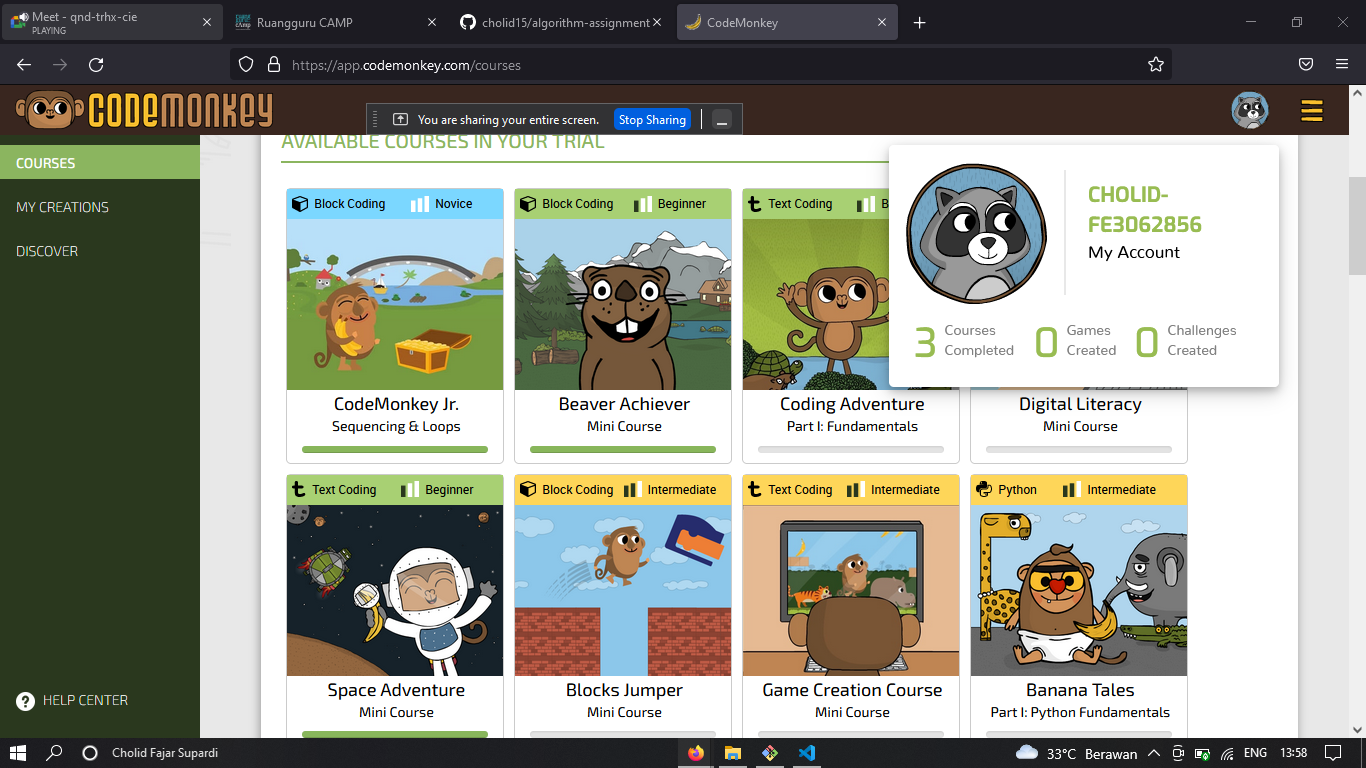 Meet - qnd-trhx-cie
PLAYING
Ruangguru CAMP
cholid15/algorithm-assignment
CodeMonkey
https://app.codemonkey.com/courses
CODEMONKEY
You are sharing your entire screen.
Stop Sharing
COURSES
MY CREATIONS
DISCOVER
HELP CENTER
AVAILABLE COURSES IN YOUR TRIAL
CHOLID-
FE3062856
My Account
3 Courses Completed
0 Games Created
0 Challenges Created
Block Coding Novice
CodeMonkey Jr.
Sequencing & Loops
Block Coding Beginner
Beaver Achiever
Mini Course
Text Coding B
Coding Adventure
Part I: Fundamentals
Digital Literacy
Mini Course
Text Coding Beginner
Space Adventure
Mini Course
Block Coding Intermediate
Blocks Jumper
Mini Course
Text Coding Intermediate
Game Creation Course
Mini Course
Python Intermediate
Banana Tales
Part I: Python Fundamentals
Cholid Fajar Supardi
33°C Berawan
ENG
13:58